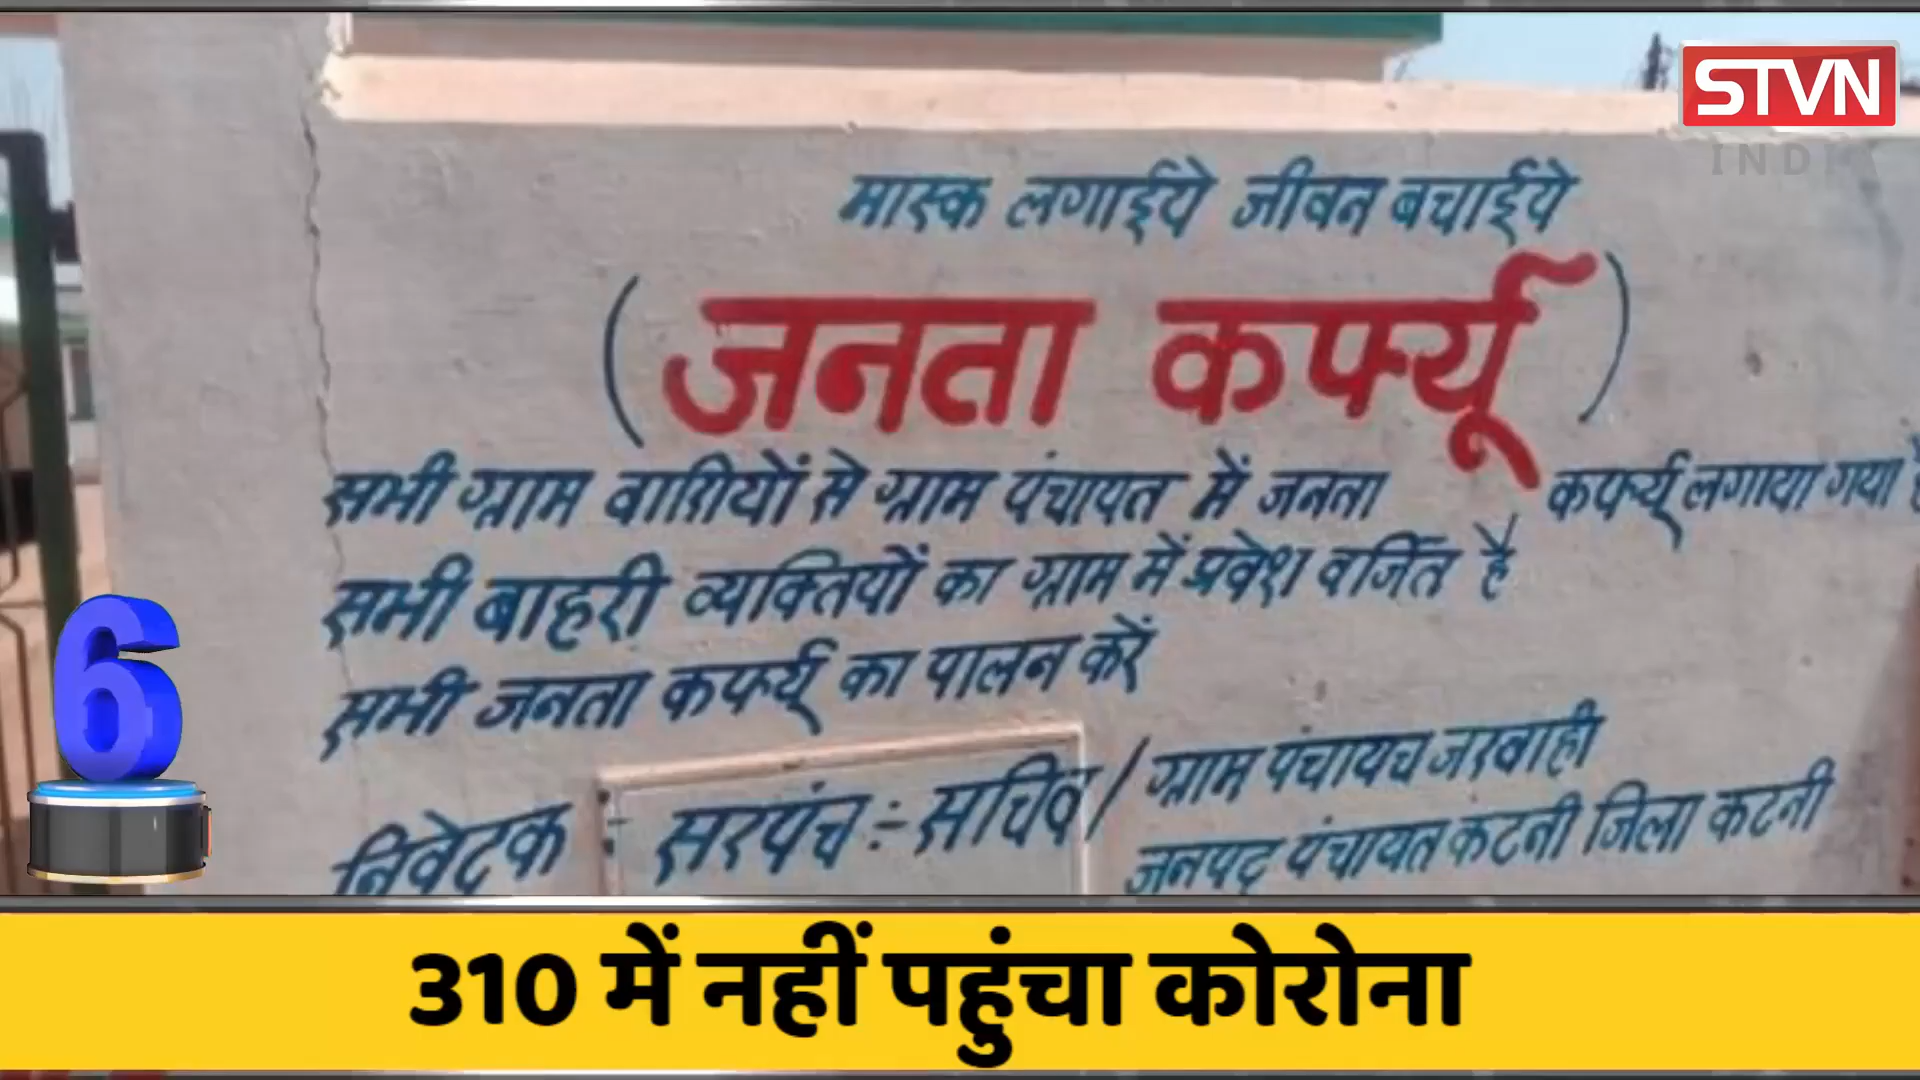 STVN
INDIA
मास्क लगाईये जीवन बचाईये
(जनता कर्फ्यू)
सभी ग्राम वासियों से ग्राम पंचायत में जनता कर्फ्यू लगाया गया है
सभी बाहरी व्यक्तियों का ग्राम में प्रवेश वर्जित है
सभी जनता कर्फ्यू का पालन करें
निवेदक :- सरपंच :- सचिव / ग्राम पंचायच जरवाही
जनपद पंचायत कटनी जिला कटनी
6
310 में नहीं पहुंचा कोरोना